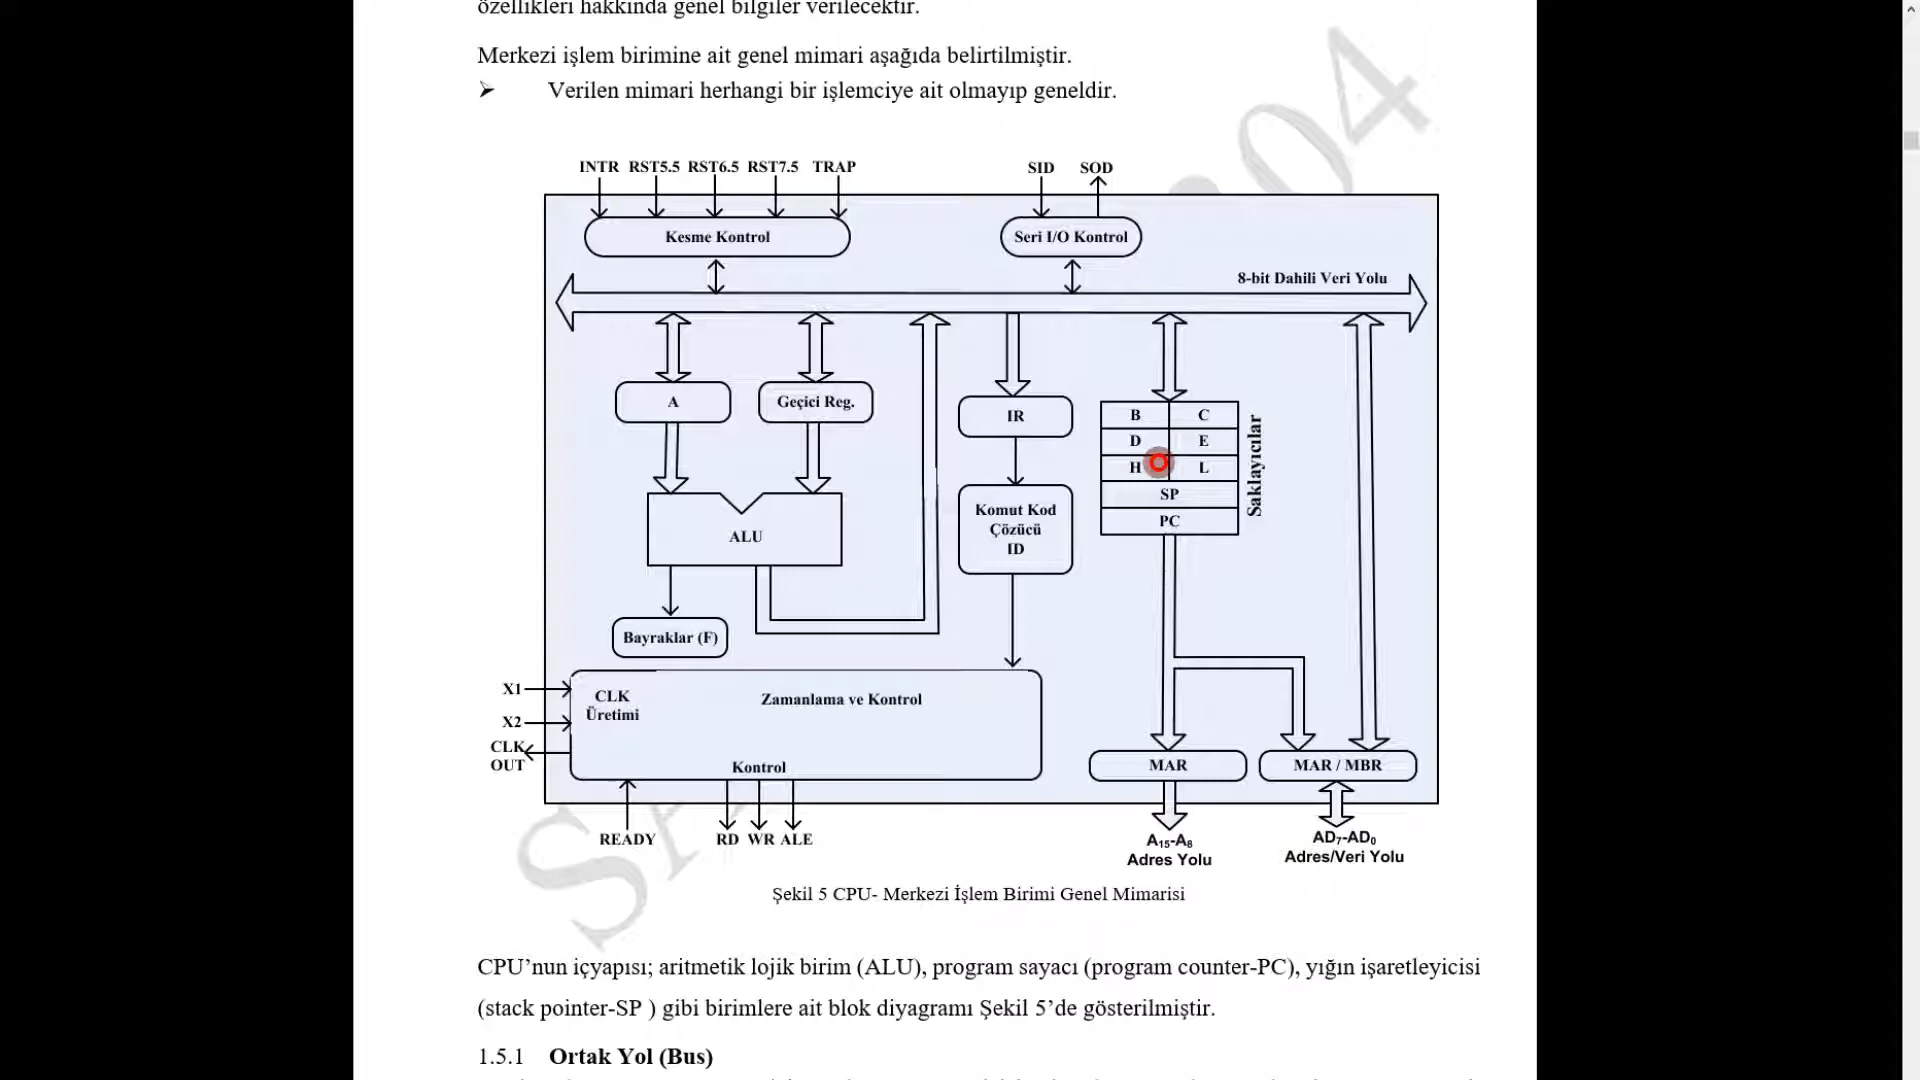 özellikleri hakkında genel bilgiler verilecektir.
Merkezi işlem birimine ait genel mimari aşağıda belirtilmiştir.
➢ Verilen mimari herhangi bir işlemciye ait olmayıp geneldir.
INTR RST5.5 RST6.5 RST7.5 TRAP
SID SOD
Kesme Kontrol
Seri I/O Kontrol
8-bit Dahili Veri Yolu
A
Geçici Reg.
IR
B C
D E
H L
SP
PC
Saklayıcılar
ALU
Komut Kod
Çözücü
ID
Bayraklar (F)
X1
X2
CLK
OUT
CLK
Üretimi
Zamanlama ve Kontrol
Kontrol
MAR
MAR / MBR
READY
RD WR ALE
A15-A8
Adres Yolu
AD7-AD0
Adres/Veri Yolu
Şekil 5 CPU- Merkezi İşlem Birimi Genel Mimarisi
CPU’nun içyapısı; aritmetik lojik birim (ALU), program sayacı (program counter-PC), yığın işaretleyicisi
(stack pointer-SP ) gibi birimlere ait blok diyagramı Şekil 5’de gösterilmiştir.
1.5.1 Ortak Yol (Bus)